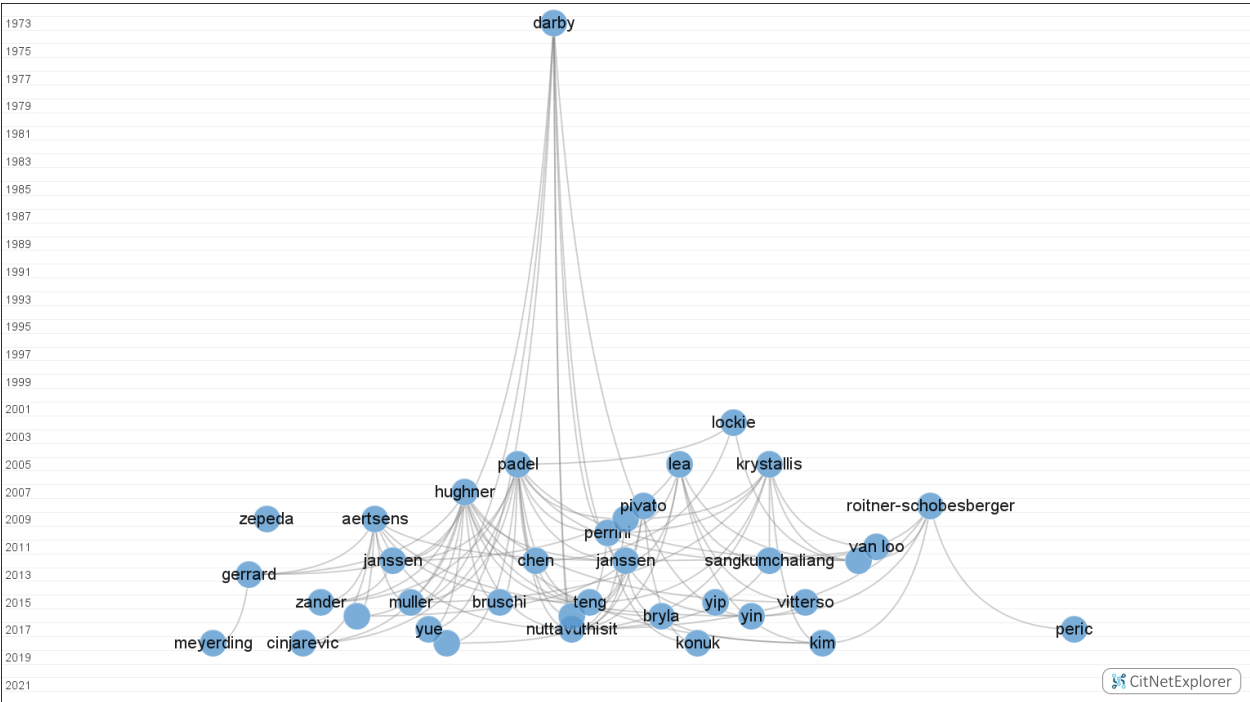 1973
darby
1975
1977
1979
1981
1983
1985
1987
1989
1991
1993
1995
1997
1999
2001
lockie
2003
2005
padel
lea
krystallis
2007
hughner
pivato
roitner-schobesberger
2009
zepeda
aertsens
perrini
2011
van loo
janssen
chen
janssen
sangkumchaliang
2013
gerrard
2015
zander
muller
bruschi
teng
yip
vitterso
bryla
yin
2017
yue
nuttavuthisit
peric
meyerding
cinjarevic
konuk
kim
2019
2021
CitNetExplorer